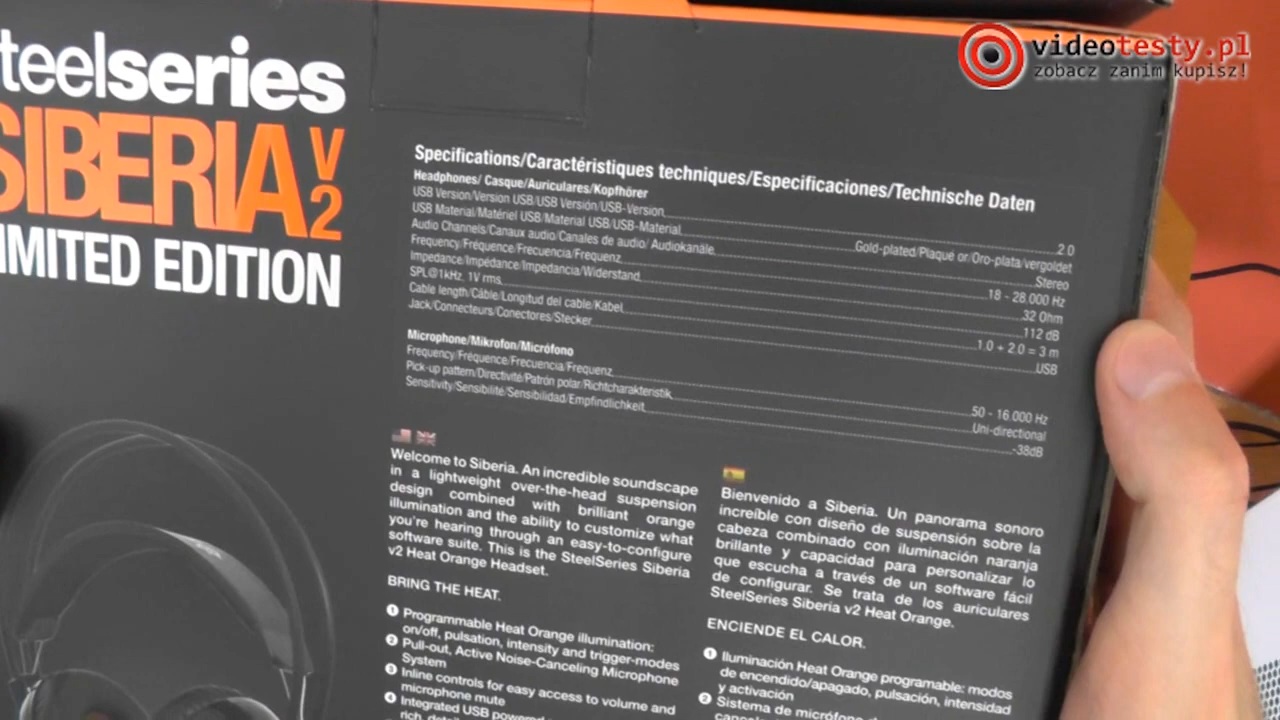 videotesty.pl
zobacz zanim kupisz!
teelseries
SIBERIA V2
IMITED EDITION
Specifications/Caractéristiques techniques/Especificaciones/Technische Daten
Headphones/ Casque/Auriculares/Kopfhörer
USB Version/Version USB/USB Versión/USB-Version 2.0
USB Material/Matériel USB/Material USB/USB-Material Gold-plated/Plaqué or/Oro-plata/vergoldet
Audio Channels/Canaux audio/Canales de audio/ Audiokanäle Stereo
Frequency/Fréquence/Frecuencia/Frequenz 18 - 28.000 Hz
Impedance/Impédance/Impedancia/Widerstand 32 Ohm
SPL@1kHz, 1V rms 112 dB
Cable length/Câble/Longitud del cable/Kabel 1.0 + 2.0 = 3 m
Jack/Connecteurs/Conectores/Stecker USB
Microphone/Mikrofon/Micrófono
Frequency/Fréquence/Frecuencia/Frequenz 50 - 16.000 Hz
Pick-up pattern/Directivité/Patrón polar/Richtcharakteristik Uni-directional
Sensitivity/Sensibilité/Sensibilidad/Empfindlichkeit -38dB
Welcome to Siberia. An incredible soundscape
in a lightweight over-the-head suspension
design combined with brilliant orange
illumination and the ability to customize what
you're hearing through an easy-to-configure
software suite. This is the SteelSeries Siberia
v2 Heat Orange Headset.
BRING THE HEAT.
1 Programmable Heat Orange illumination:
on/off, pulsation, intensity and trigger-modes
2 Pull-out, Active Noise-Canceling Microphone
System
3 Inline controls for easy access to volume and
microphone mute
4 Integrated USB powered
rich,
Bienvenido a Siberia. Un panorama sonoro
increíble con diseño de suspensión sobre la
cabeza combinado con iluminación naranja
brillante y capacidad para personalizar lo
que escucha a través de un software fácil
de configurar. Se trata de los auriculares
SteelSeries Siberia v2 Heat Orange.
ENCIENDE EL CALOR.
1 Iluminación Heat Orange programable: modos
de encendido/apagado, pulsación, intensidad
y activación
2 Sistema de micrófono